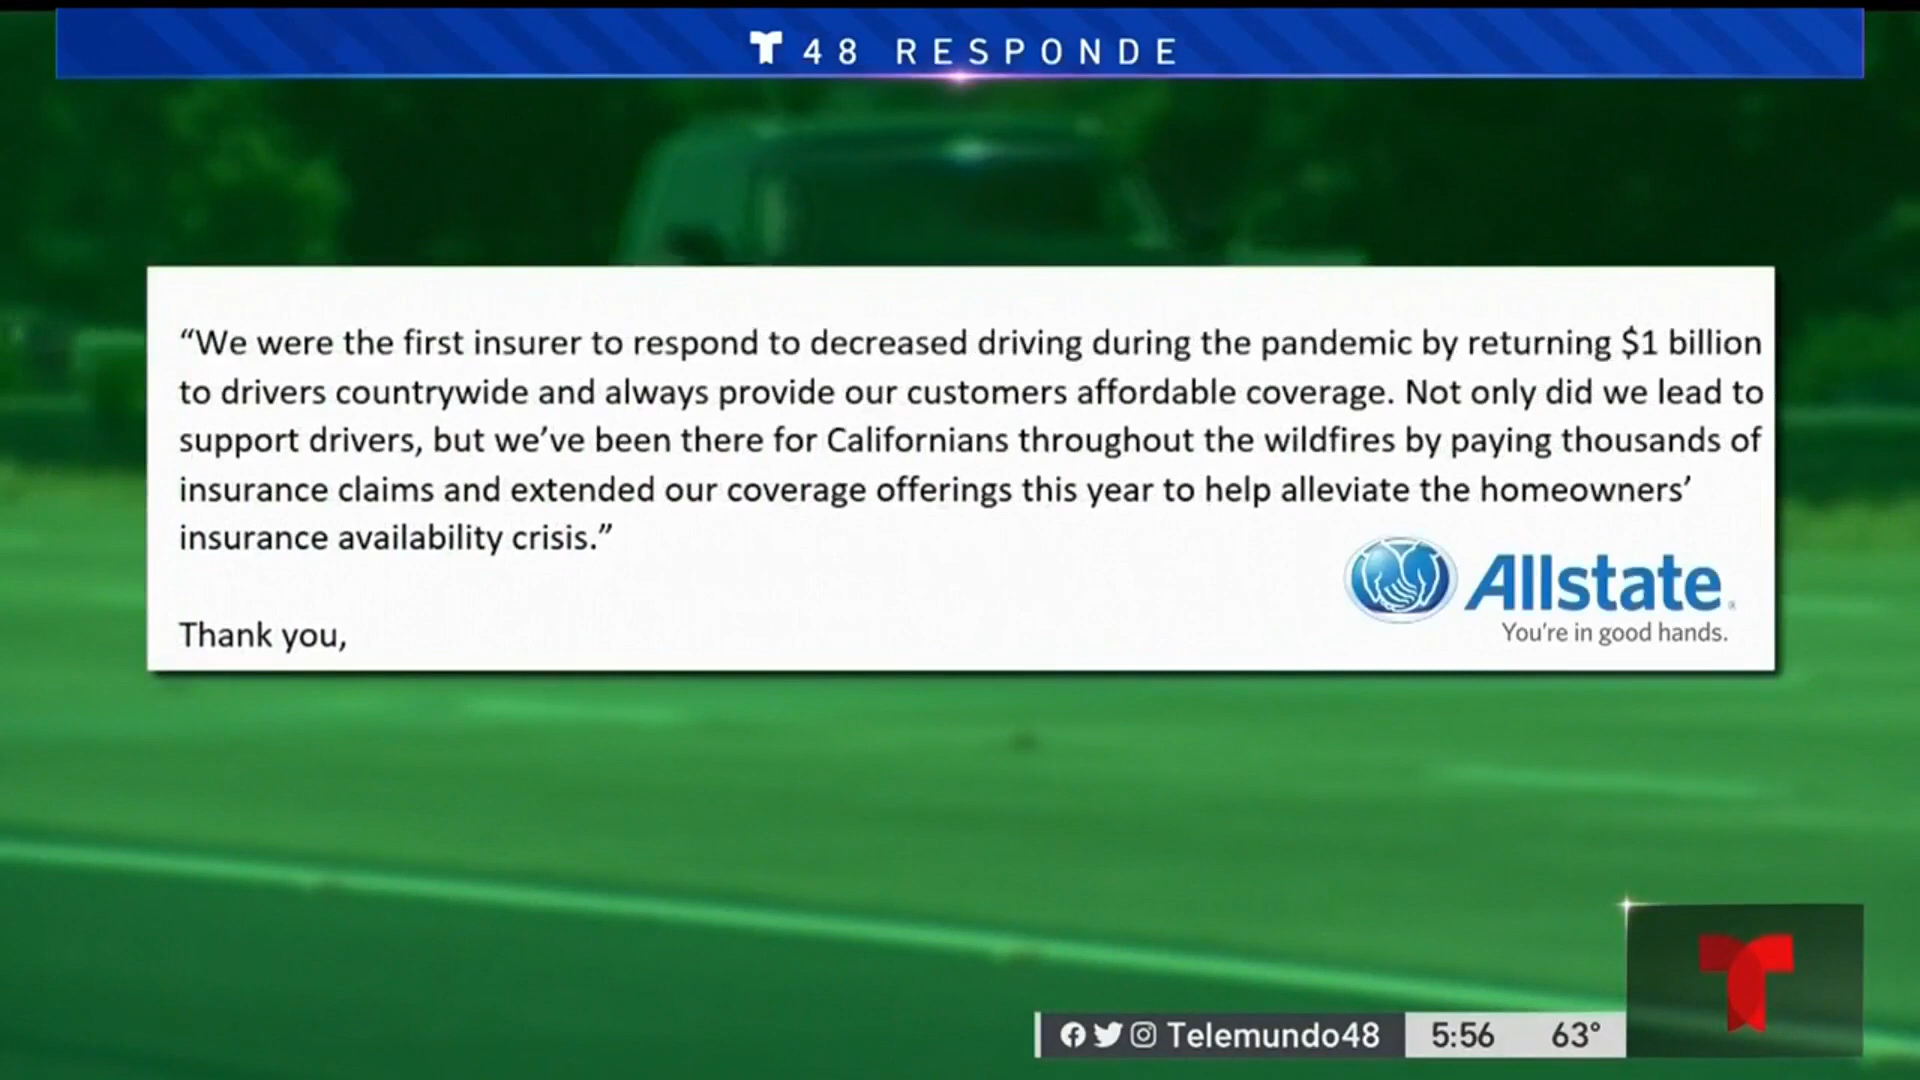 48 RESPONDE
“We were the first insurer to respond to decreased driving during the pandemic by returning $1 billion
to drivers countrywide and always provide our customers affordable coverage. Not only did we lead to
support drivers, but we’ve been there for Californians throughout the wildfires by paying thousands of
insurance claims and extended our coverage offerings this year to help alleviate the homeowners’
insurance availability crisis.”
Allstate®
You’re in good hands.
Thank you,
Telemundo48 5:56 63°